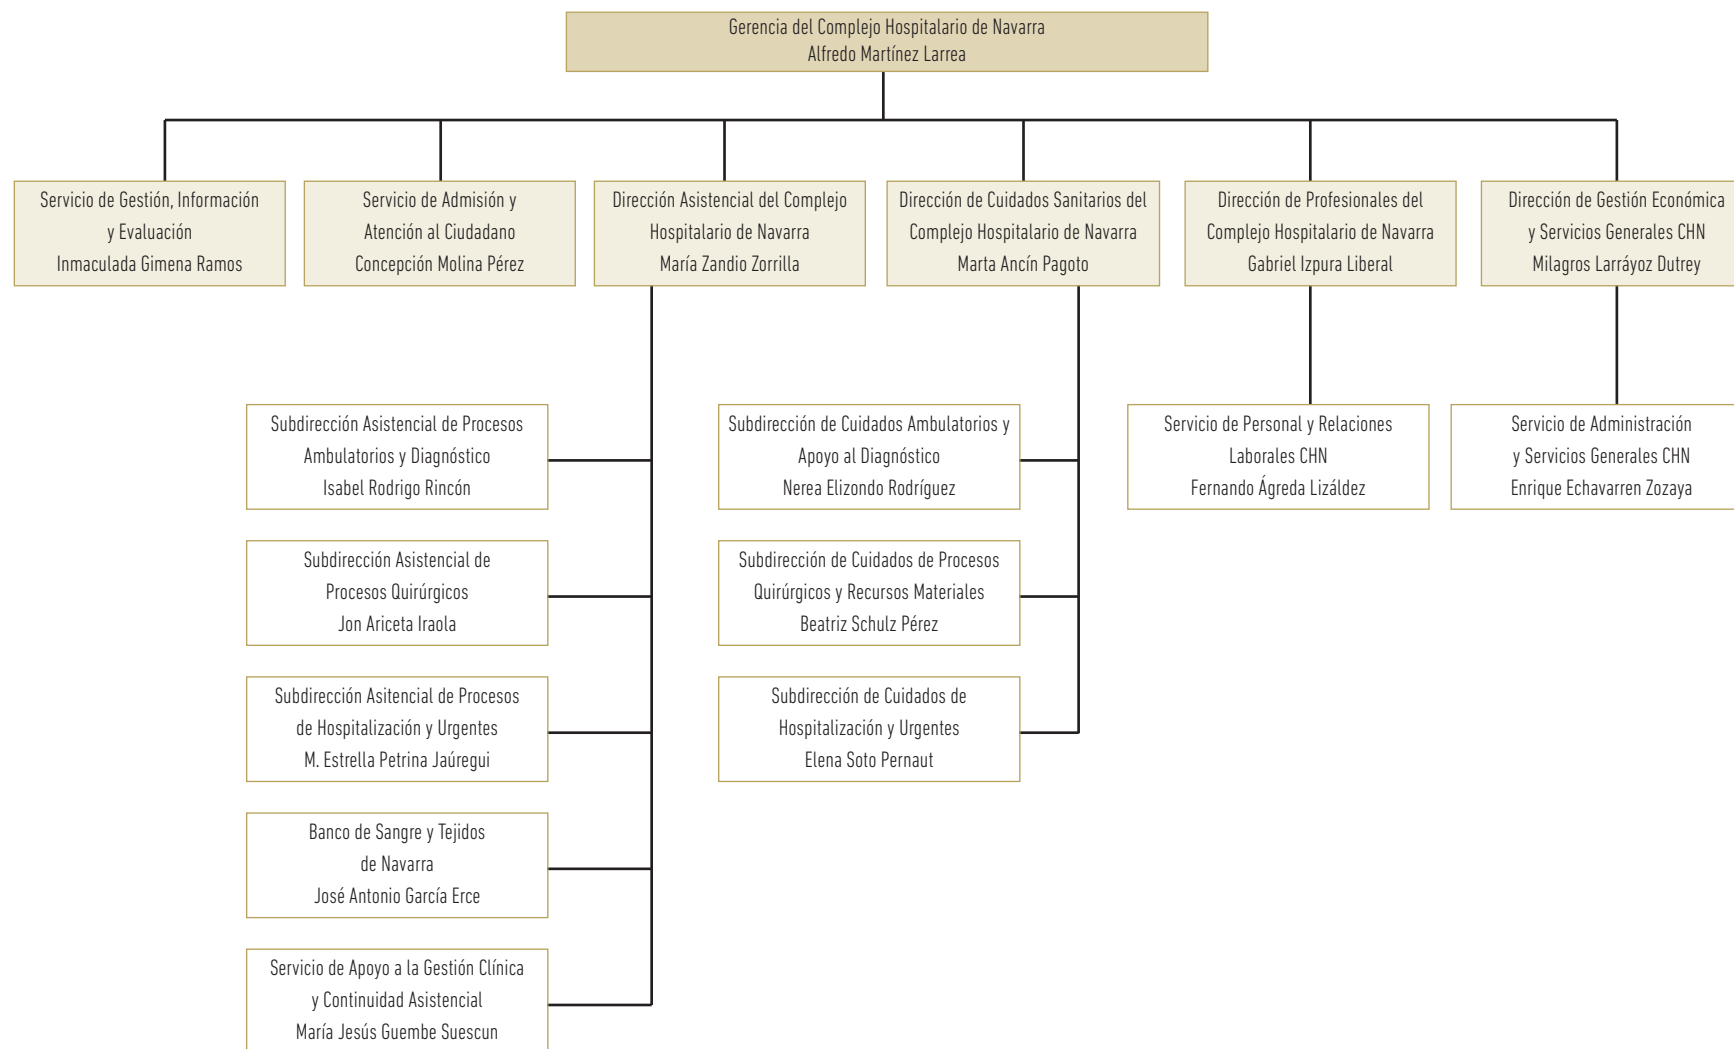 Gerencia del Complejo Hospitalario de Navarra
Alfredo Martínez Larrea
Servicio de Gestión, Información
y Evaluación
Inmaculada Gimena Ramos
Servicio de Admisión y
Atención al Ciudadano
Concepción Molina Pérez
Dirección Asistencial del Complejo
Hospitalario de Navarra
María Zandio Zorrilla
Dirección de Cuidados Sanitarios del
Complejo Hospitalario de Navarra
Marta Ancín Pagoto
Dirección de Profesionales del
Complejo Hospitalario de Navarra
Gabriel Izpura Liberal
Dirección de Gestión Económica
y Servicios Generales CHN
Milagros Larráyoz Dutrey
Subdirección Asistencial de Procesos
Ambulatorios y Diagnóstico
Isabel Rodrigo Rincón
Subdirección de Cuidados Ambulatorios y
Apoyo al Diagnóstico
Nerea Elizondo Rodríguez
Servicio de Personal y Relaciones
Laborales CHN
Fernando Ágreda Lizáldez
Servicio de Administración
y Servicios Generales CHN
Enrique Echavarren Zozaya
Subdirección Asistencial de
Procesos Quirúrgicos
Jon Ariceta Iraola
Subdirección de Cuidados de Procesos
Quirúrgicos y Recursos Materiales
Beatriz Schulz Pérez
Subdirección Asitencial de Procesos
de Hospitalización y Urgentes
M. Estrella Petrina Jaúregui
Subdirección de Cuidados de
Hospitalización y Urgentes
Elena Soto Pernaut
Banco de Sangre y Tejidos
de Navarra
José Antonio García Erce
Servicio de Apoyo a la Gestión Clínica
y Continuidad Asistencial
María Jesús Guembe Suescun